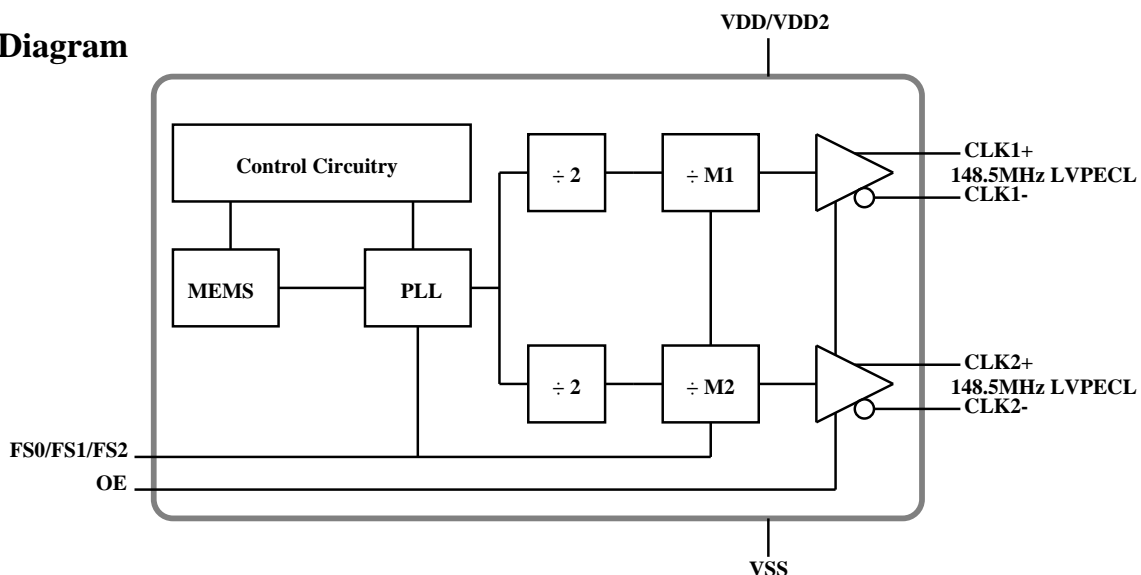 VDD/VDD2
Diagram
Control Circuitry
÷ 2
÷ M1
CLK1+
148.5MHz LVPECL
CLK1-
MEMS
PLL
÷ 2
÷ M2
CLK2+
148.5MHz LVPECL
CLK2-
FS0/FS1/FS2
OE
VSS